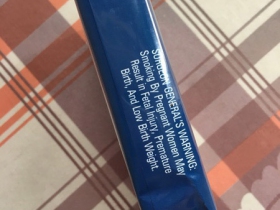 SURGEON GENERAL'S WARNING:
Smoking By Pregnant Women May
Result in Fetal Injury, Premature
Birth, And Low Birth Weight.